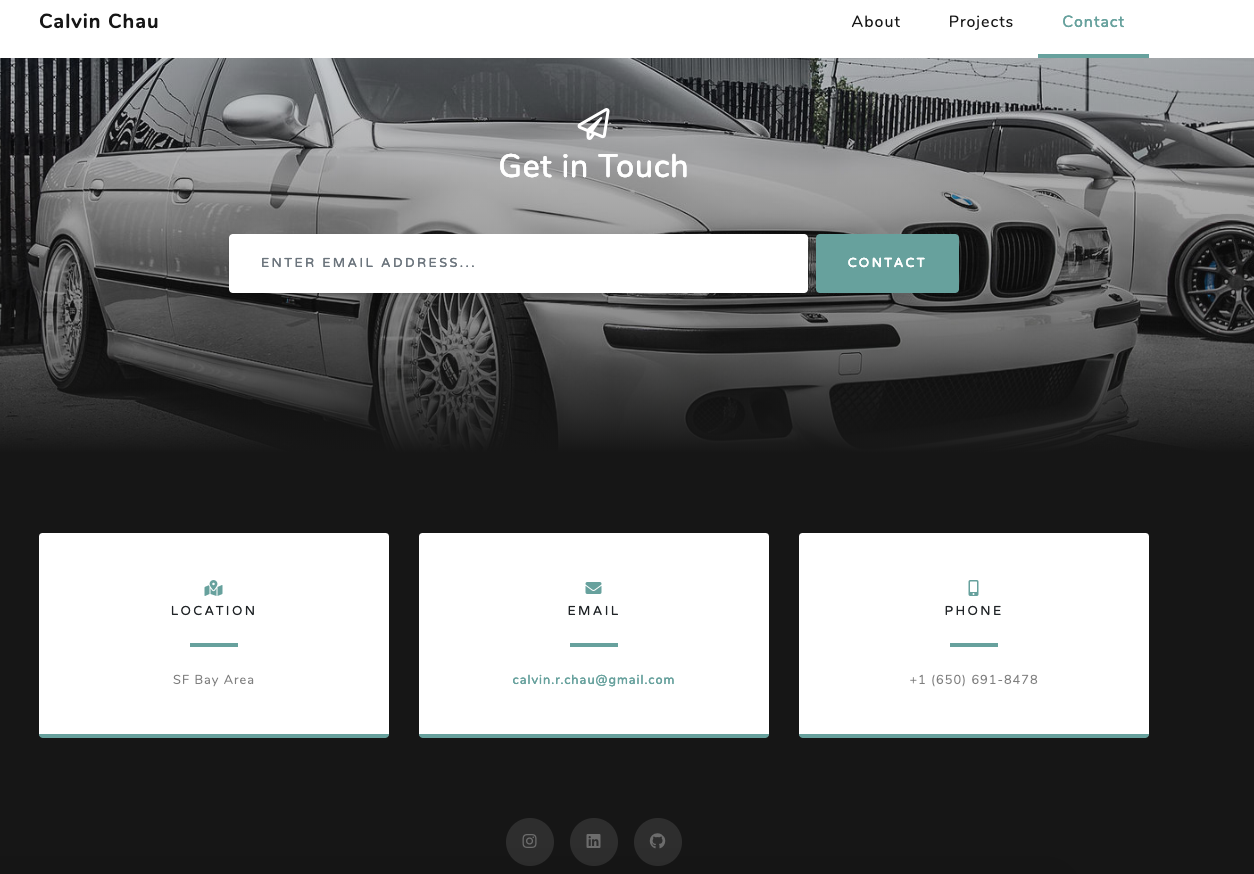 Calvin Chau
About
Projects
Contact
Get in Touch
ENTER EMAIL ADDRESS...
CONTACT
LOCATION
SF Bay Area
EMAIL
calvin.r.chau@gmail.com
PHONE
+1 (650) 691-8478